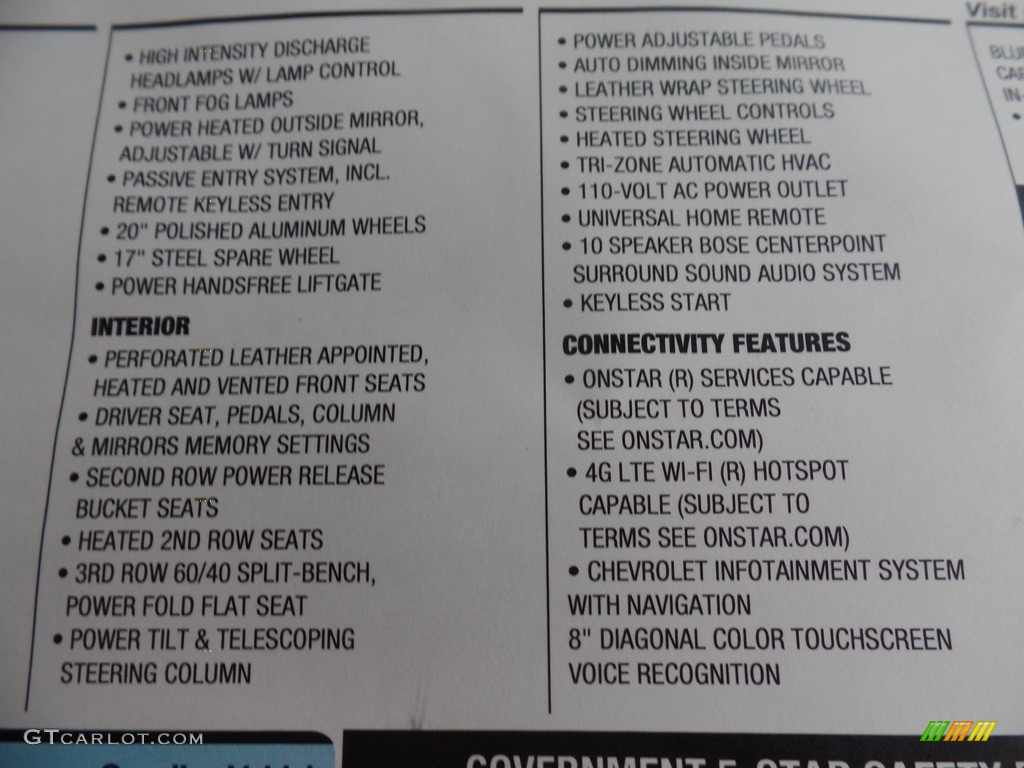 • HIGH INTENSITY DISCHARGE
HEADLAMPS W/ LAMP CONTROL
• FRONT FOG LAMPS
• POWER HEATED OUTSIDE MIRROR,
ADJUSTABLE W/ TURN SIGNAL
• PASSIVE ENTRY SYSTEM, INCL.
REMOTE KEYLESS ENTRY
• 20" POLISHED ALUMINUM WHEELS
• 17" STEEL SPARE WHEEL
• POWER HANDSFREE LIFTGATE
INTERIOR
• PERFORATED LEATHER APPOINTED,
HEATED AND VENTED FRONT SEATS
• DRIVER SEAT, PEDALS, COLUMN
& MIRRORS MEMORY SETTINGS
• SECOND ROW POWER RELEASE
BUCKET SEATS
• HEATED 2ND ROW SEATS
• 3RD ROW 60/40 SPLIT-BENCH,
POWER FOLD FLAT SEAT
• POWER TILT & TELESCOPING
STEERING COLUMN
• POWER ADJUSTABLE PEDALS
• AUTO DIMMING INSIDE MIRROR
• LEATHER WRAP STEERING WHEEL
• STEERING WHEEL CONTROLS
• HEATED STEERING WHEEL
• TRI-ZONE AUTOMATIC HVAC
• 110-VOLT AC POWER OUTLET
• UNIVERSAL HOME REMOTE
• 10 SPEAKER BOSE CENTERPOINT
SURROUND SOUND AUDIO SYSTEM
• KEYLESS START
CONNECTIVITY FEATURES
• ONSTAR (R) SERVICES CAPABLE
(SUBJECT TO TERMS
SEE ONSTAR.COM)
• 4G LTE WI-FI (R) HOTSPOT
CAPABLE (SUBJECT TO
TERMS SEE ONSTAR.COM)
• CHEVROLET INFOTAINMENT SYSTEM
WITH NAVIGATION
8" DIAGONAL COLOR TOUCHSCREEN
VOICE RECOGNITION
Visit
GTCARLOT.COM
GOVERNMENT 5-STAR SAFETY